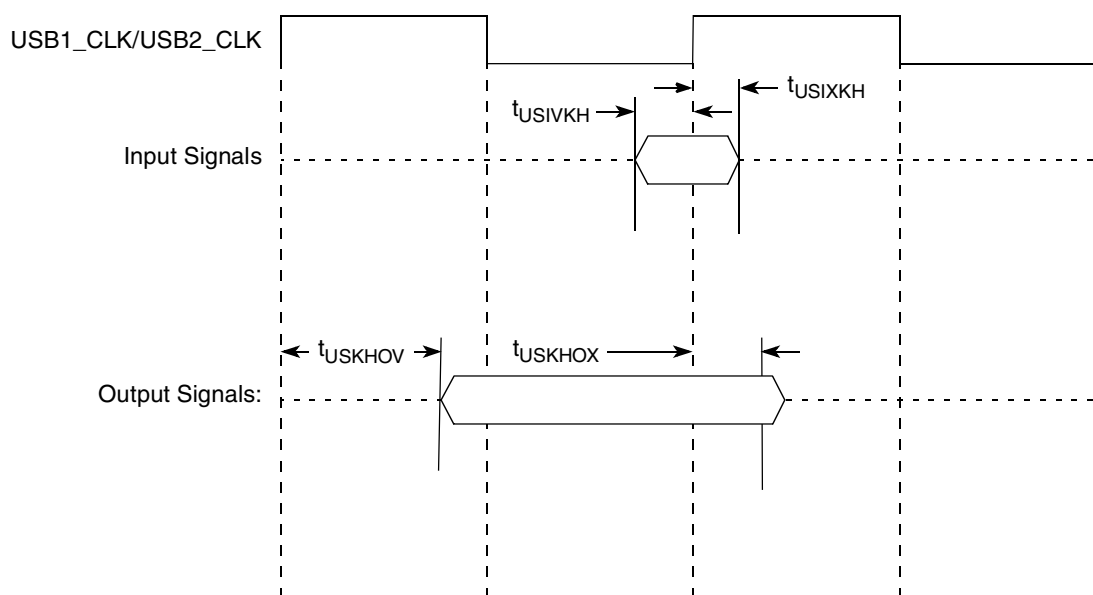 USB1_CLK/USB2_CLK
tUSIXKH
tUSIVKH
Input Signals
tUSKHOV
tUSKHOX
Output Signals: